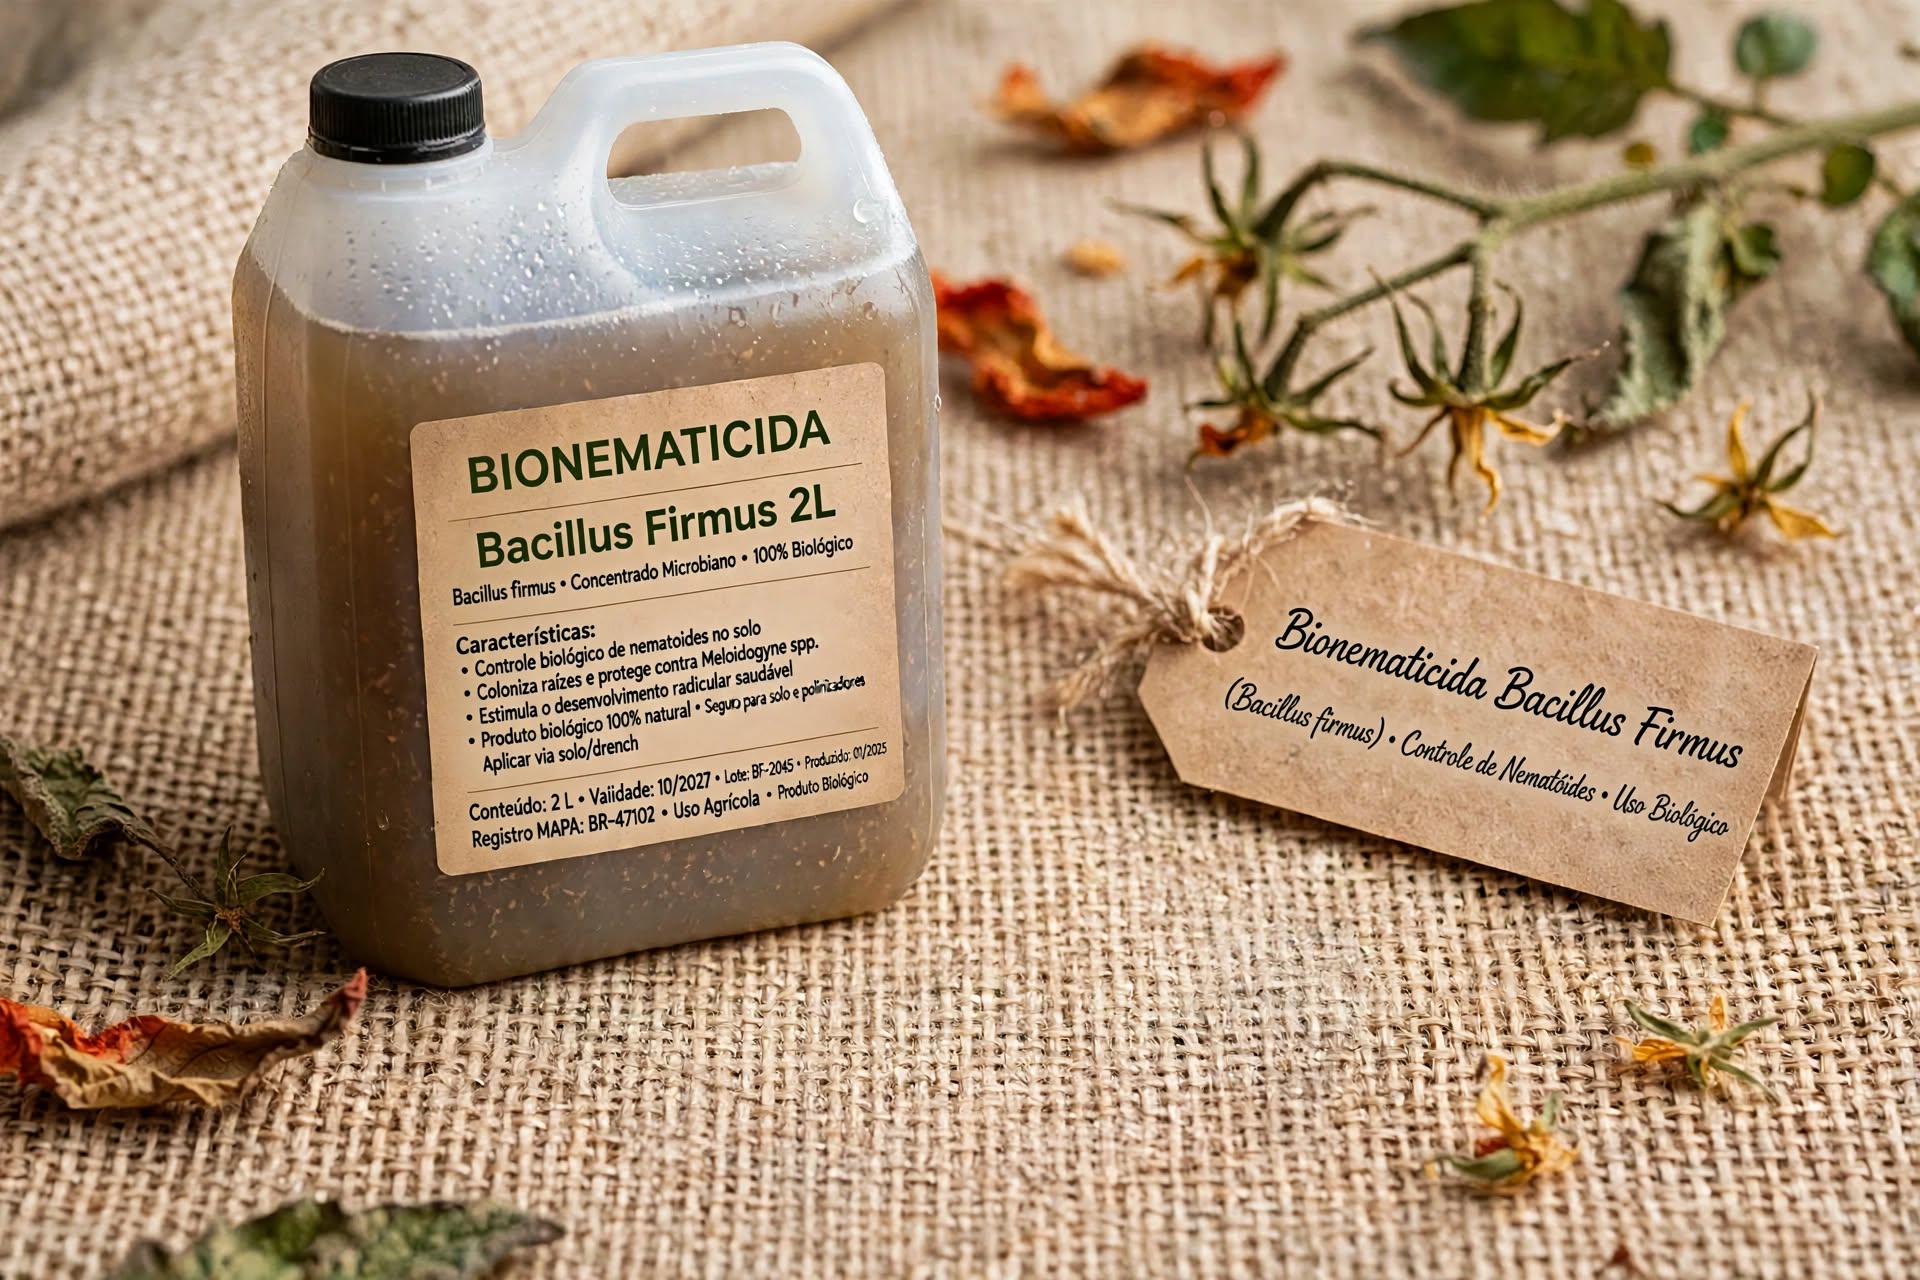 BIONEMATICIDA
Bacillus Firmus 2L
Bacillus firmus • Concentrado Microbiano • 100% Biológico
Características:
• Controle biológico de nematoides no solo
• Coloniza raízes e protege contra Meloidogyne spp.
• Estimula o desenvolvimento radicular saudável
• Produto biológico 100% natural • Seguro para solo e polinizadores
Aplicar via solo/drench
Conteúdo: 2 L • Vaiidade: 10/2027 • Lote: BF-2045 • Produzido: 01/2025
Registro MAPA: BR-47102 • Uso Agrícola • Produto Biológico
Bionematicida Bacillus Firmus
(Bacillus firmus) • Controle de Nematóides • Uso Biológico